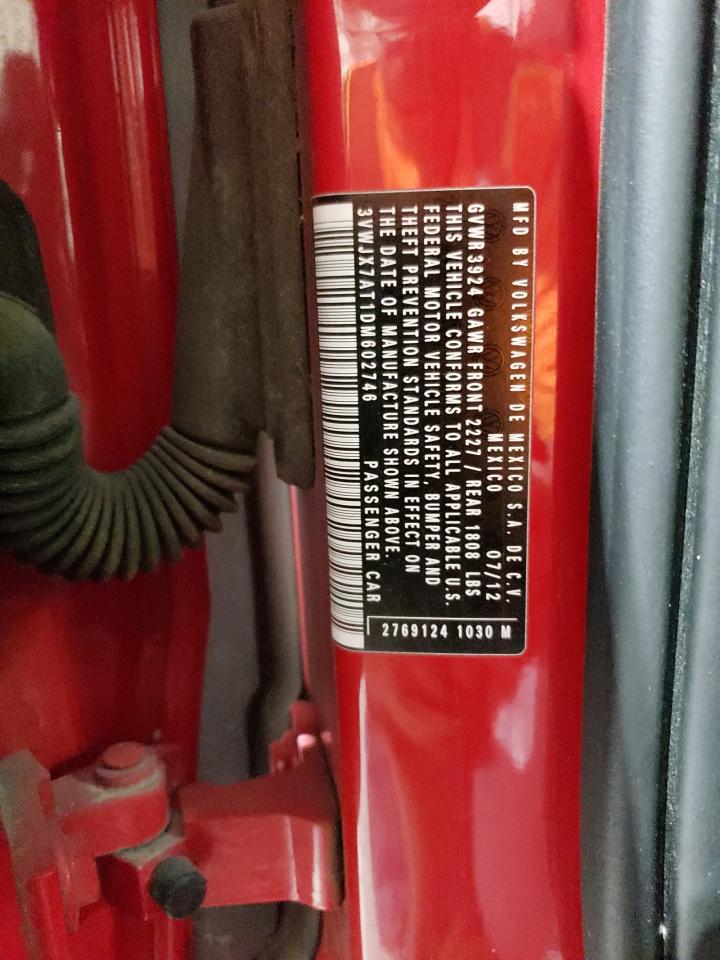 MFD BY VOLKSWAGEN DE MEXICO S.A. DE C.V.
MEXICO 07/12
GVWR3924 GAWR FRONT 2227 / REAR 1808 LBS
THIS VEHICLE CONFORMS TO ALL APPLICABLE U.S.
FEDERAL MOTOR VEHICLE SAFETY, BUMPER AND
THEFT PREVENTION STANDARDS IN EFFECT ON
THE DATE OF MANUFACTURE SHOWN ABOVE.
3VWJX7AT1DM602746 PASSENGER CAR
2769124 1030 M